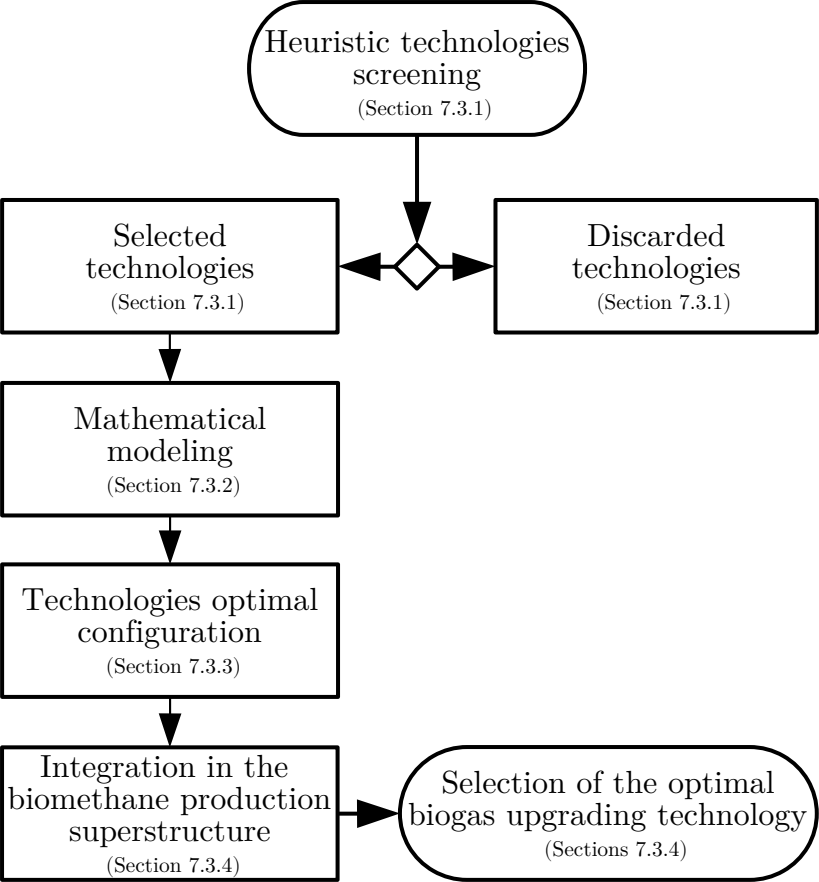 Heuristic technologies
screening
(Section 7.3.1)
Selected
technologies
(Section 7.3.1)
Discarded
technologies
(Section 7.3.1)
Mathematical
modeling
(Section 7.3.2)
Technologies optimal
configuration
(Section 7.3.3)
Integration in the
biomethane production
superstructure
(Section 7.3.4)
Selection of the optimal
biogas upgrading technology
(Sections 7.3.4)